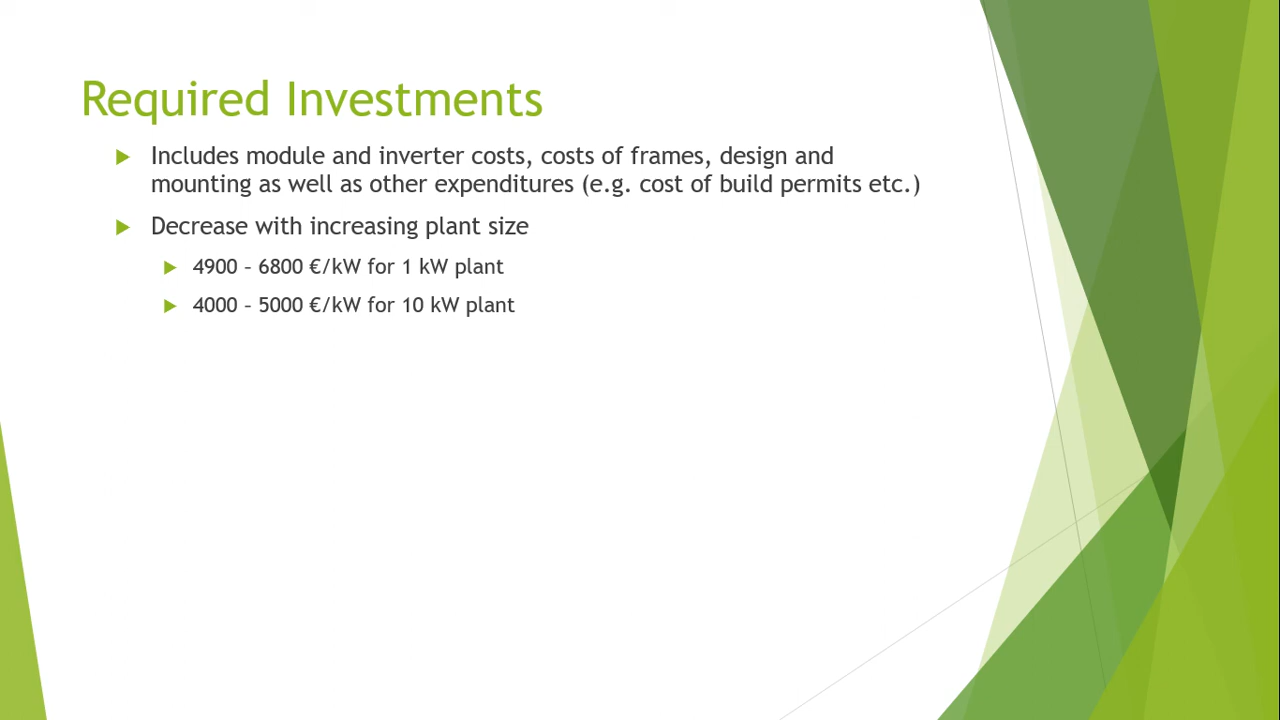 Required Investments
Includes module and inverter costs, costs of frames, design and
mounting as well as other expenditures (e.g. cost of build permits etc.)
Decrease with increasing plant size
4900 – 6800 €/kW for 1 kW plant
4000 – 5000 €/kW for 10 kW plant